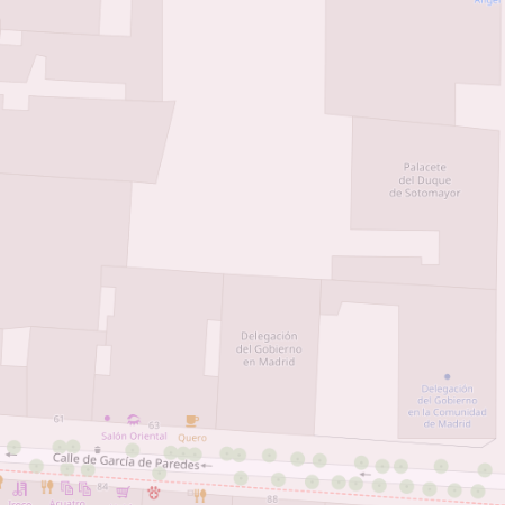 Palacete
del Duque
de Sotomayor
Delegación
del Gobierno
en Madrid
Delegación
del Gobierno
en la Comunidad
de Madrid
61
63
Salón Oriental
Quero
Calle de García de Paredes
84
88